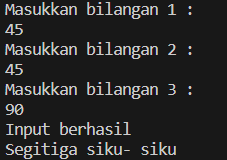 Masukkan bilangan 1 :
45
Masukkan bilangan 2 :
45
Masukkan bilangan 3 :
90
Input berhasil
Segitiga siku- siku